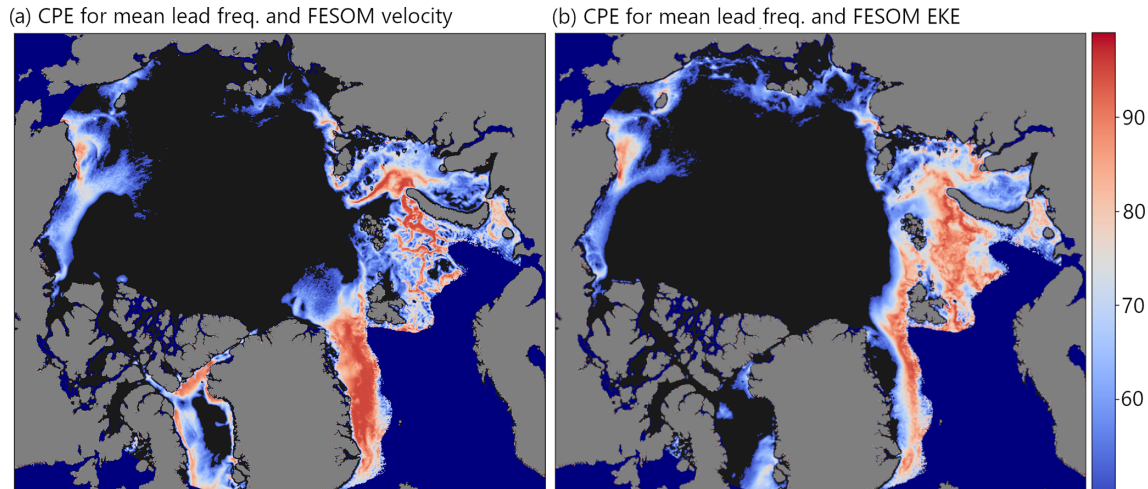 (a) CPE for mean lead freq. and FESOM velocity
(b) CPE for mean lead freq. and FESOM EKE
90
80
70
60